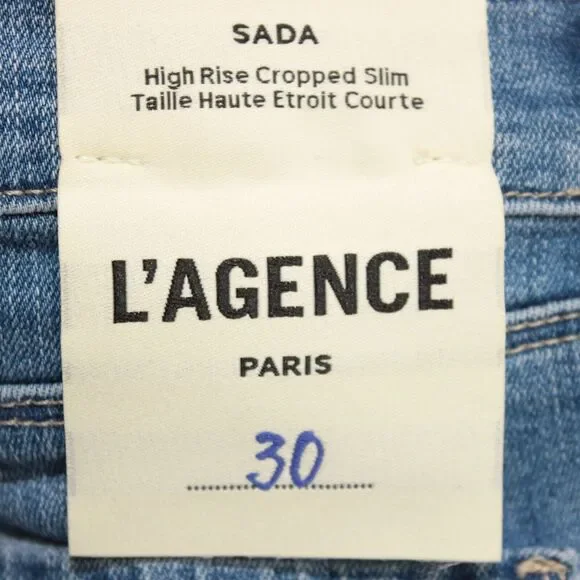 SADA
High Rise Cropped Slim
Taille Haute Etroit Courte
L'AGENCE
PARIS
30